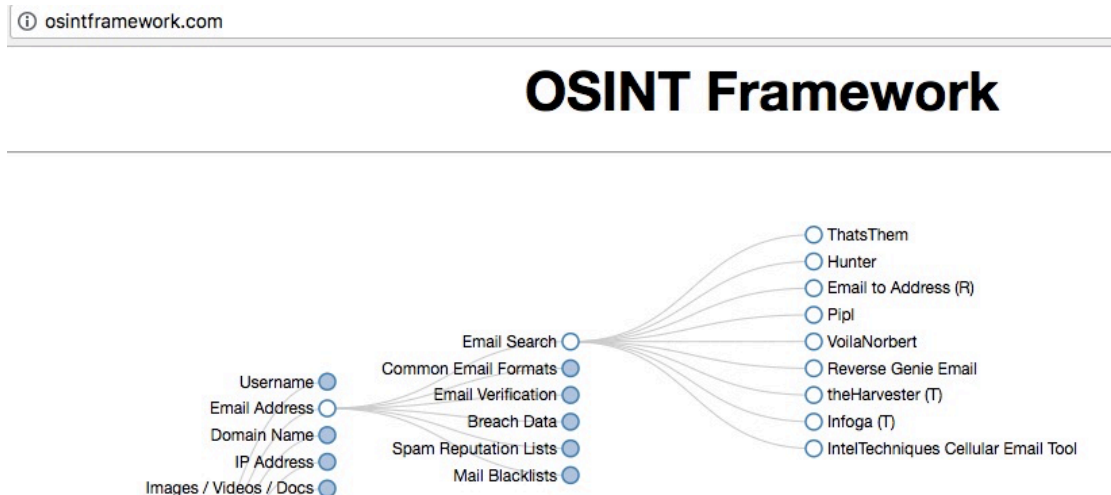 osintframework.com
OSINT Framework
Username
Email Address
Domain Name
IP Address
Images / Videos / Docs
Email Search
Common Email Formats
Email Verification
Breach Data
Spam Reputation Lists
Mail Blacklists
ThatsThem
Hunter
Email to Address (R)
Pipl
VoilaNorbert
Reverse Genie Email
theHarvester (T)
Infoga (T)
IntelTechniques Cellular Email Tool